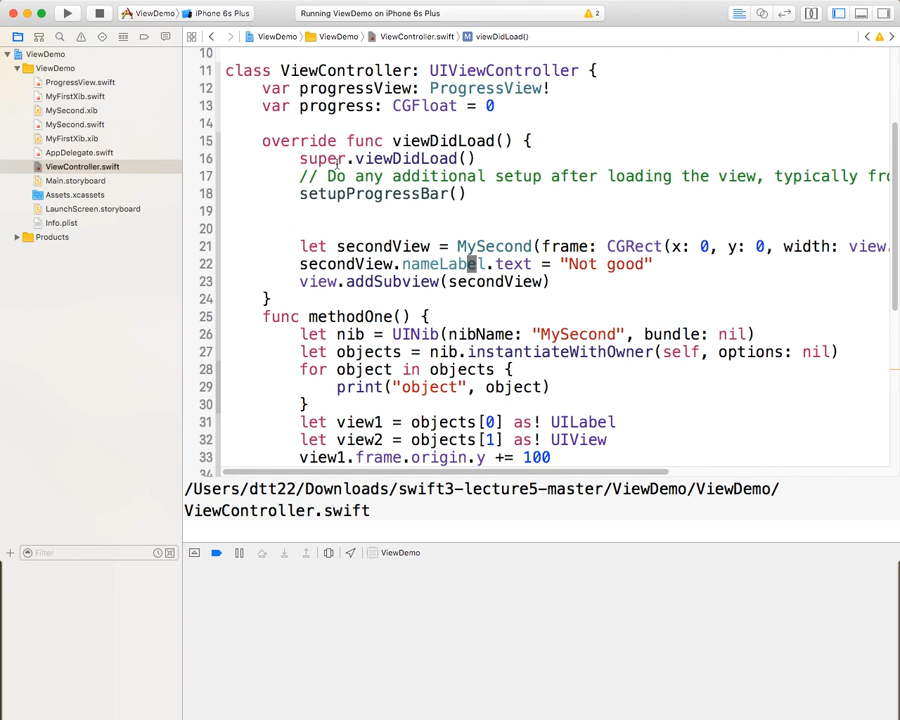 ViewDemo iPhone 6s Plus Running ViewDemo on iPhone 6s Plus 2
ViewDemo ViewDemo ViewController.swift M viewDidLoad()
ViewDemo
ViewDemo
ProgressView.swift
MyFirstXib.swift
MySecond.xib
MySecond.swift
MyFirstXib.xib
AppDelegate.swift
ViewController.swift
Main.storyboard
Assets.xcassets
LaunchScreen.storyboard
Info.plist
Products
10
11 class ViewController: UIViewController {
12 var progressView: ProgressView!
13 var progress: CGFloat = 0
14
15 override func viewDidLoad() {
16 super.viewDidLoad()
17 // Do any additional setup after loading the view, typically fro
18 setupProgressBar()
19
20
21 let secondView = MySecond(frame: CGRect(x: 0, y: 0, width: view.
22 secondView.nameLabel.text = "Not good"
23 view.addSubview(secondView)
24 }
25 func methodOne() {
26 let nib = UINib(nibName: "MySecond", bundle: nil)
27 let objects = nib.instantiateWithOwner(self, options: nil)
28 for object in objects {
29 print("object", object)
30 }
31 let view1 = objects[0] as! UILabel
32 let view2 = objects[1] as! UIView
33 view1.frame.origin.y += 100
34
/Users/dtt22/Downloads/swift3-lecture5-master/ViewDemo/ViewDemo/
ViewController.swift
Filter
ViewDemo